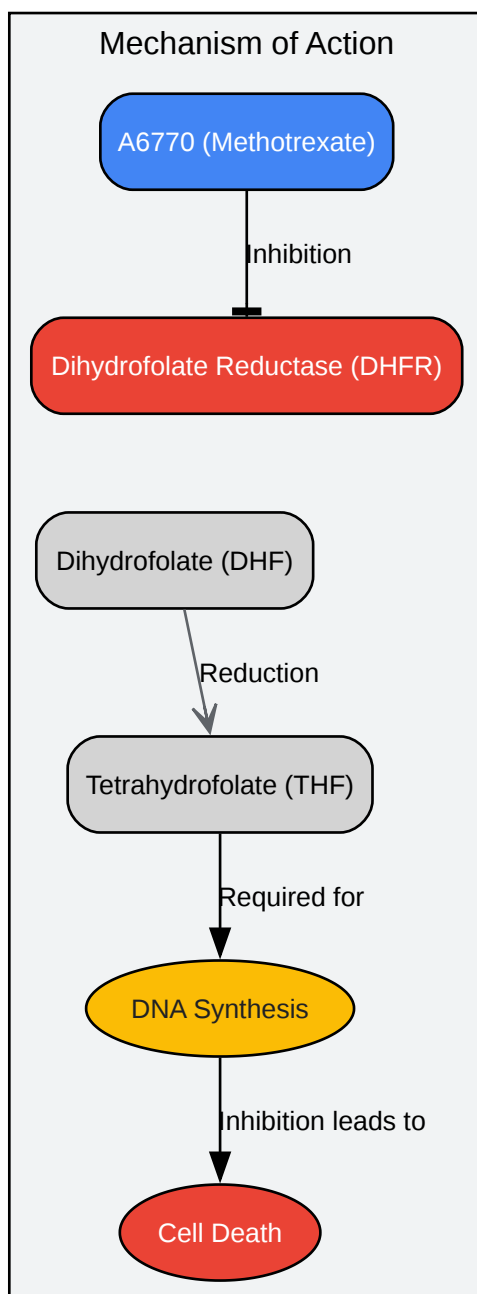 Mechanism of Action
A6770 (Methotrexate)
Inhibition
Dihydrofolate Reductase (DHFR)
Dihydrofolate (DHF)
Reduction
Tetrahydrofolate (THF)
Required for
DNA Synthesis
Inhibition leads to
Cell Death